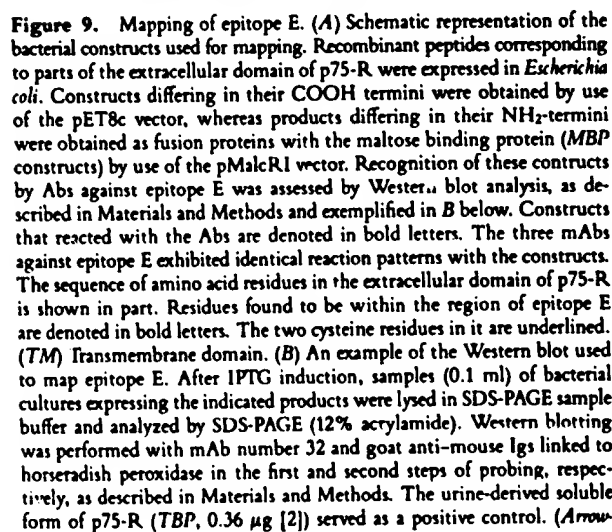 Figure 9. Mapping of epitope E. (A) Schematic representation of the
bacterial constructs used for mapping. Recombinant peptides corresponding
to parts of the extracellular domain of p75-R were expressed in Escherichia
coli. Constructs differing in their COOH termini were obtained by use
of the pET8c vector, whereas products differing in their NH₂-termini
were obtained as fusion proteins with the maltose binding protein (MBP
constructs) by use of the pMalcRI vector. Recognition of these contructs
by Abs against epitope E was assessed by Western blot analysis, as de-
scribed in Materials and Methods and exemplified in B below. Constructs
that reacted with the Abs are denoted in bold letters. The three mAbs
against epitope E exhibited identical reaction patterns with the constructs.
The sequence of amino acid residues in the extracellular domain of p75-R
is shown in part. Residues found to be within the region of epitope E
are denoted in bold letters. The two cysteine residues in it are underlined.
(TM) Transmembrane domain. (B) An example of the Western blot used
to map epitope E. After IPTG induction, samples (0.1 ml) of bacterial
cultures expressing the indicated products were lysed in SDS-PAGE sample
buffer and analyzed by SDS-PAGE (12% acrylamide). Western blotting
was performed with mAb number 32 and goat anti-mouse Igs linked to
horseradish peroxidase in the first and second steps of probing, respec-
tively, as described in Materials and Methods. The urine-derived soluble
form of p75-R (TBP, 0.36 μg [2]) served as a positive control. (Arrow-